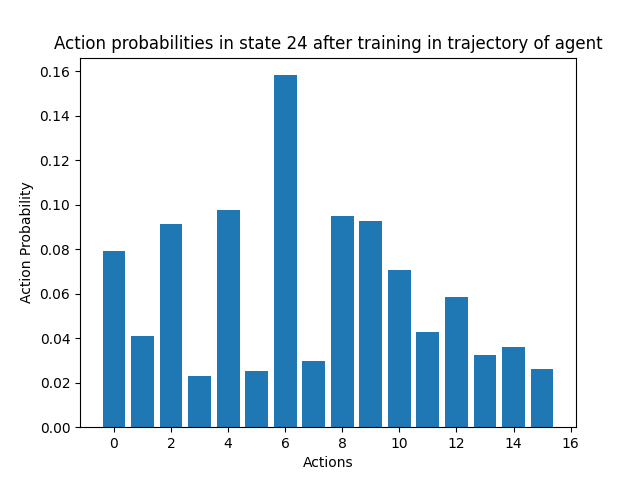 Action probabilities in state 24 after training in trajectory of agent
0.16
0.14
0.12
0.10
0.08
0.06
0.04
0.02
0.00
Action Probability
0 2 4 6 8 10 12 14 16
Actions